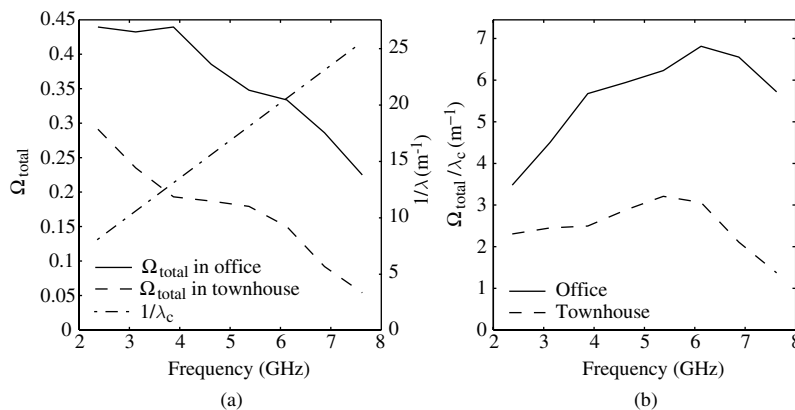 0.45
0.4
0.35
0.3
0.25
0.2
0.15
0.1
0.05
0
Ω_total
25
20
15
10
5
0
1/λ (m⁻¹)
Ω_total in office
Ω_total in townhouse
1/λ_c
2 3 4 5 6 7 8
Frequency (GHz)
(a)
7
6
5
4
3
2
1
0
Ω_total/λ_c (m⁻¹)
Office
Townhouse
2 3 4 5 6 7 8
Frequency (GHz)
(b)